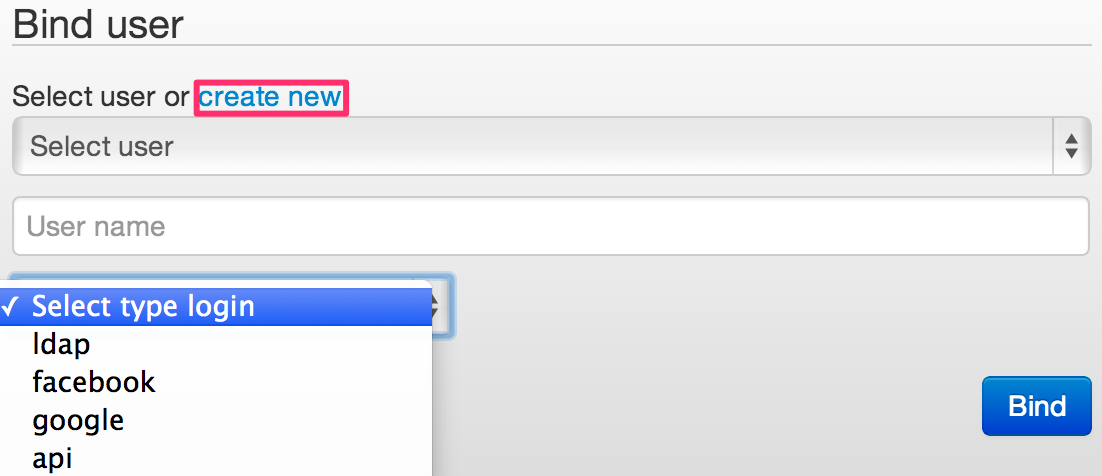 Bind user
Select user or create new
Select user
User name
✓ Select type login
ldap
facebook
google
api
Bind